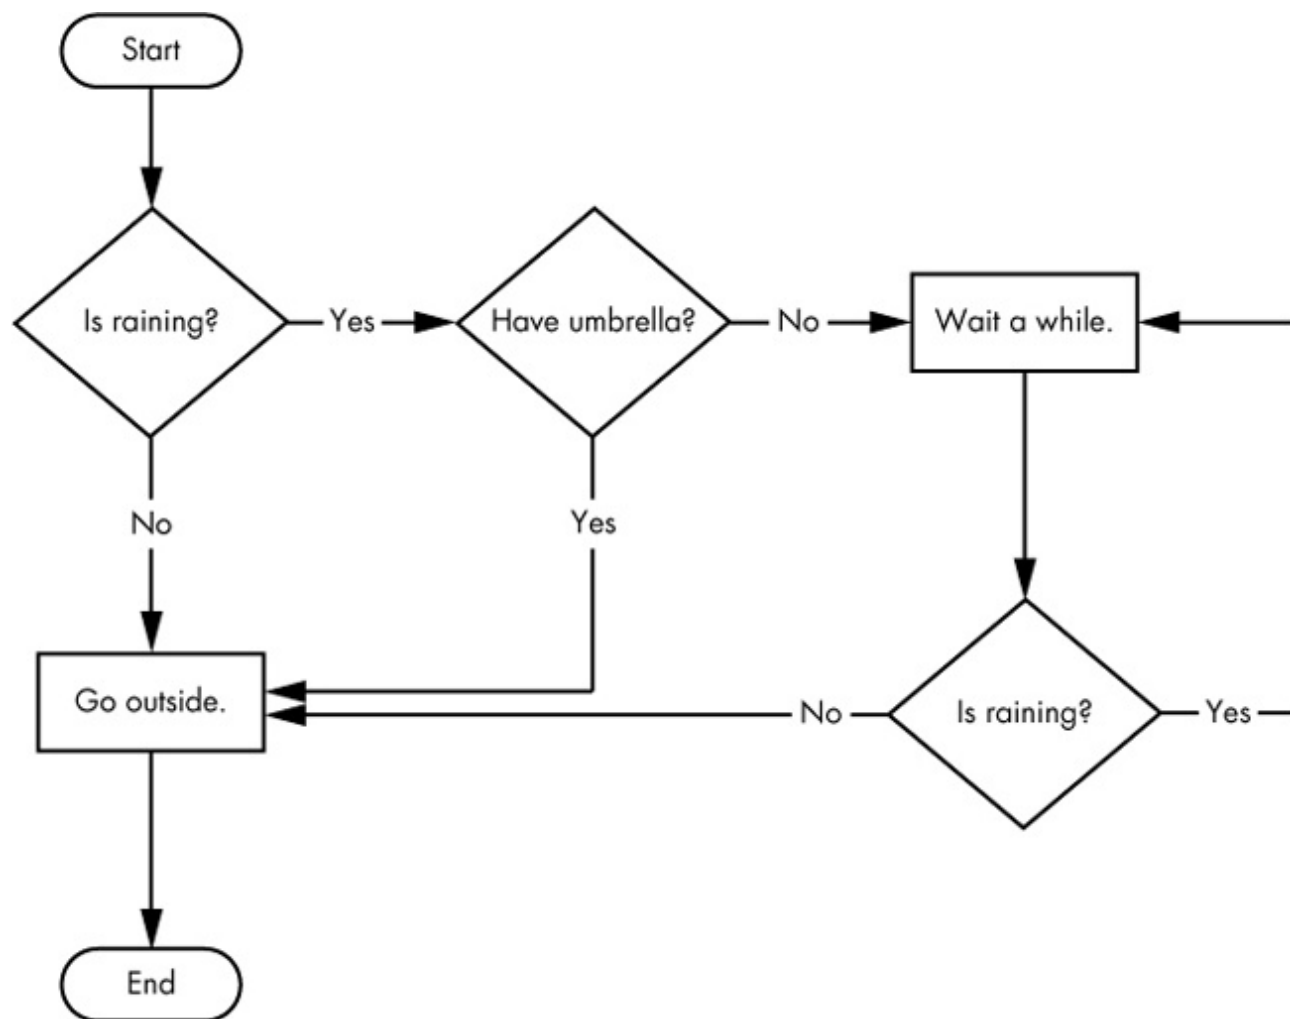 Start
Is raining?
Yes
Have umbrella?
No
Wait a while.
No
Yes
Go outside.
No
Is raining?
Yes
End